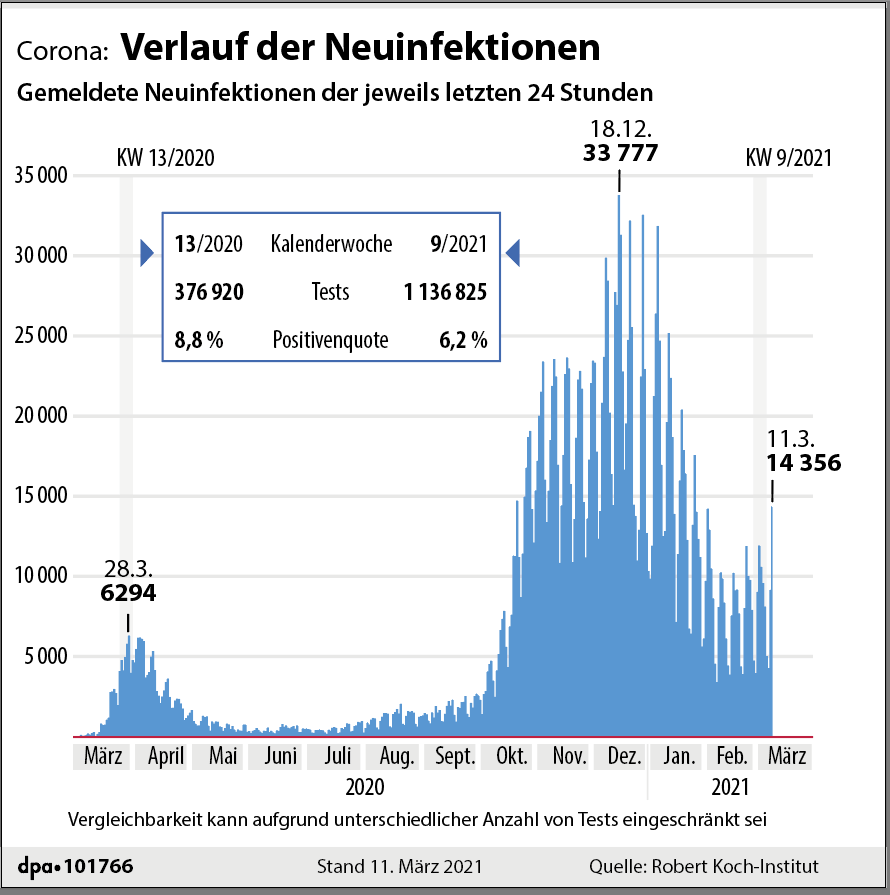 Corona: Verlauf der Neuinfektionen
Gemeldete Neuinfektionen der jeweils letzten 24 Stunden
18.12.
33 777
KW 13/2020
KW 9/2021
35 000
30 000
25 000
20 000
15 000
10 000
5 000
13/2020 Kalenderwoche 9/2021
376 920 Tests 1 136 825
8,8 % Positivenquote 6,2 %
11.3.
14 356
28.3.
6294
März April Mai Juni Juli Aug. Sept. Okt. Nov. Dez. Jan. Feb. März
2020 2021
Vergleichbarkeit kann aufgrund unterschiedlicher Anzahl von Tests eingeschränkt sei
dpa•101766 Stand 11. März 2021 Quelle: Robert Koch-Institut